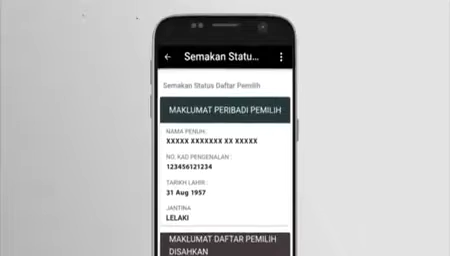 Semakan Statu...
Semakan Status Daftar Pemilih
MAKLUMAT PERIBADI PEMILIH
NAMA PENUH:
XXXXX XXXXXXX XX XXXXX
NO. KAD PENGENALAN :
123456121234
TARIKH LAHIR :
31 Aug 1957
JANTINA
LELAKI
MAKLUMAT DAFTAR PEMILIH
DISAHKAN